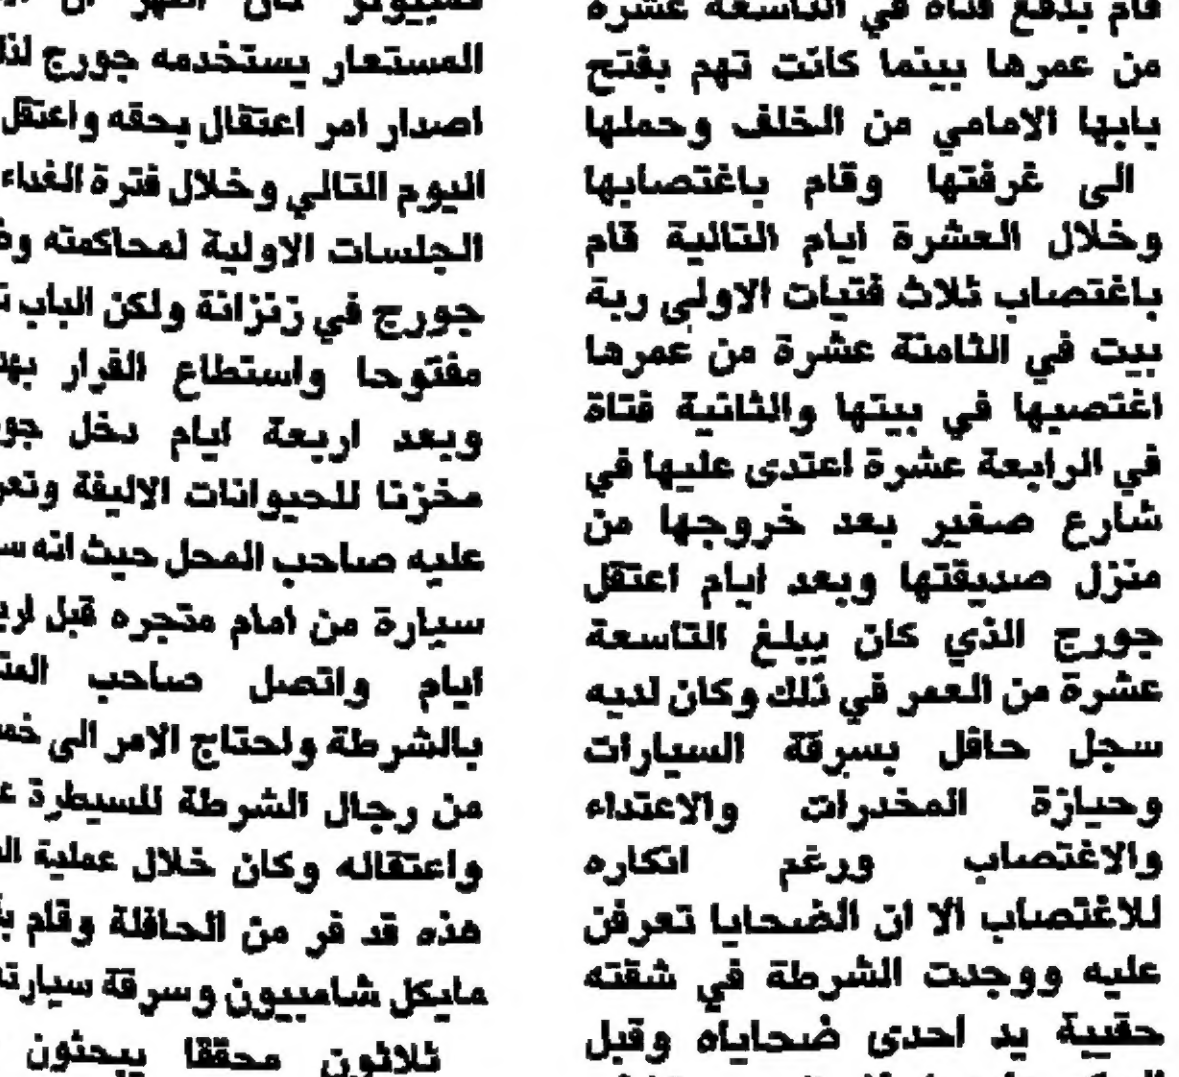 قام بدفع فتاة في التاسعة عشرة
من عمرها بينما كانت تهم بفتح
بابها الامامي من الخلف وحملها
الى غرفتها وقام باغتصابها
وخلال العشرة ايام التالية قام
باغتصاب ثلاث فتيات الاولى ربة
بيت في الثامنة عشرة من عمرها
اغتصبها في بيتها والثانية فتاة
في الرابعة عشرة اعتدى عليها في
شارع صغير بعد خروجها من
منزل صديقتها وبعد ايام اعتقل
جورج الذي كان يبلغ التاسعة
عشرة من العمر في ذلك وكان لديه
سجل حافل بسرقة السيارات
وحيازة المخدرات والاعتداء
والاغتصاب ورغم انكاره
للاغتصاب الا ان الضحايا تعرفن
عليه ووجدت الشرطة في شقته
حقيبة يد احدى ضحاياه وقبل
المستعار يستخدمه جورج
اصدار امر اعتقال بحقه واعتقل
اليوم التالي وخلال فترة الغداء
الجلسات الاولية لمحاكمته
جورج في زنزانة ولكن الباب
مفتوحا واستطاع الفرار
وبعد اربعة ايام دخل
مخزنا للحيوانات الاليفة
عليه صاحب المحل حيث انه
سيارة من امام متجره قبل
ايام واتصل صاحب
بالشرطة واحتاج الامر الى
من رجال الشرطة للسيطرة
واعتقاله وكان خلال عملية
هذه قد فر من الحافلة وقام
مايكل شامبيون وسرقة
ثلاثون محققا يبحثون